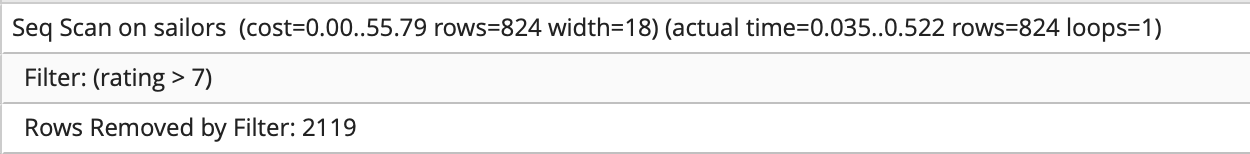 Seq Scan on sailors  (cost=0.00..55.79 rows=824 width=18) (actual time=0.035..0.522 rows=824 loops=1)
Filter: (rating > 7)
Rows Removed by Filter: 2119